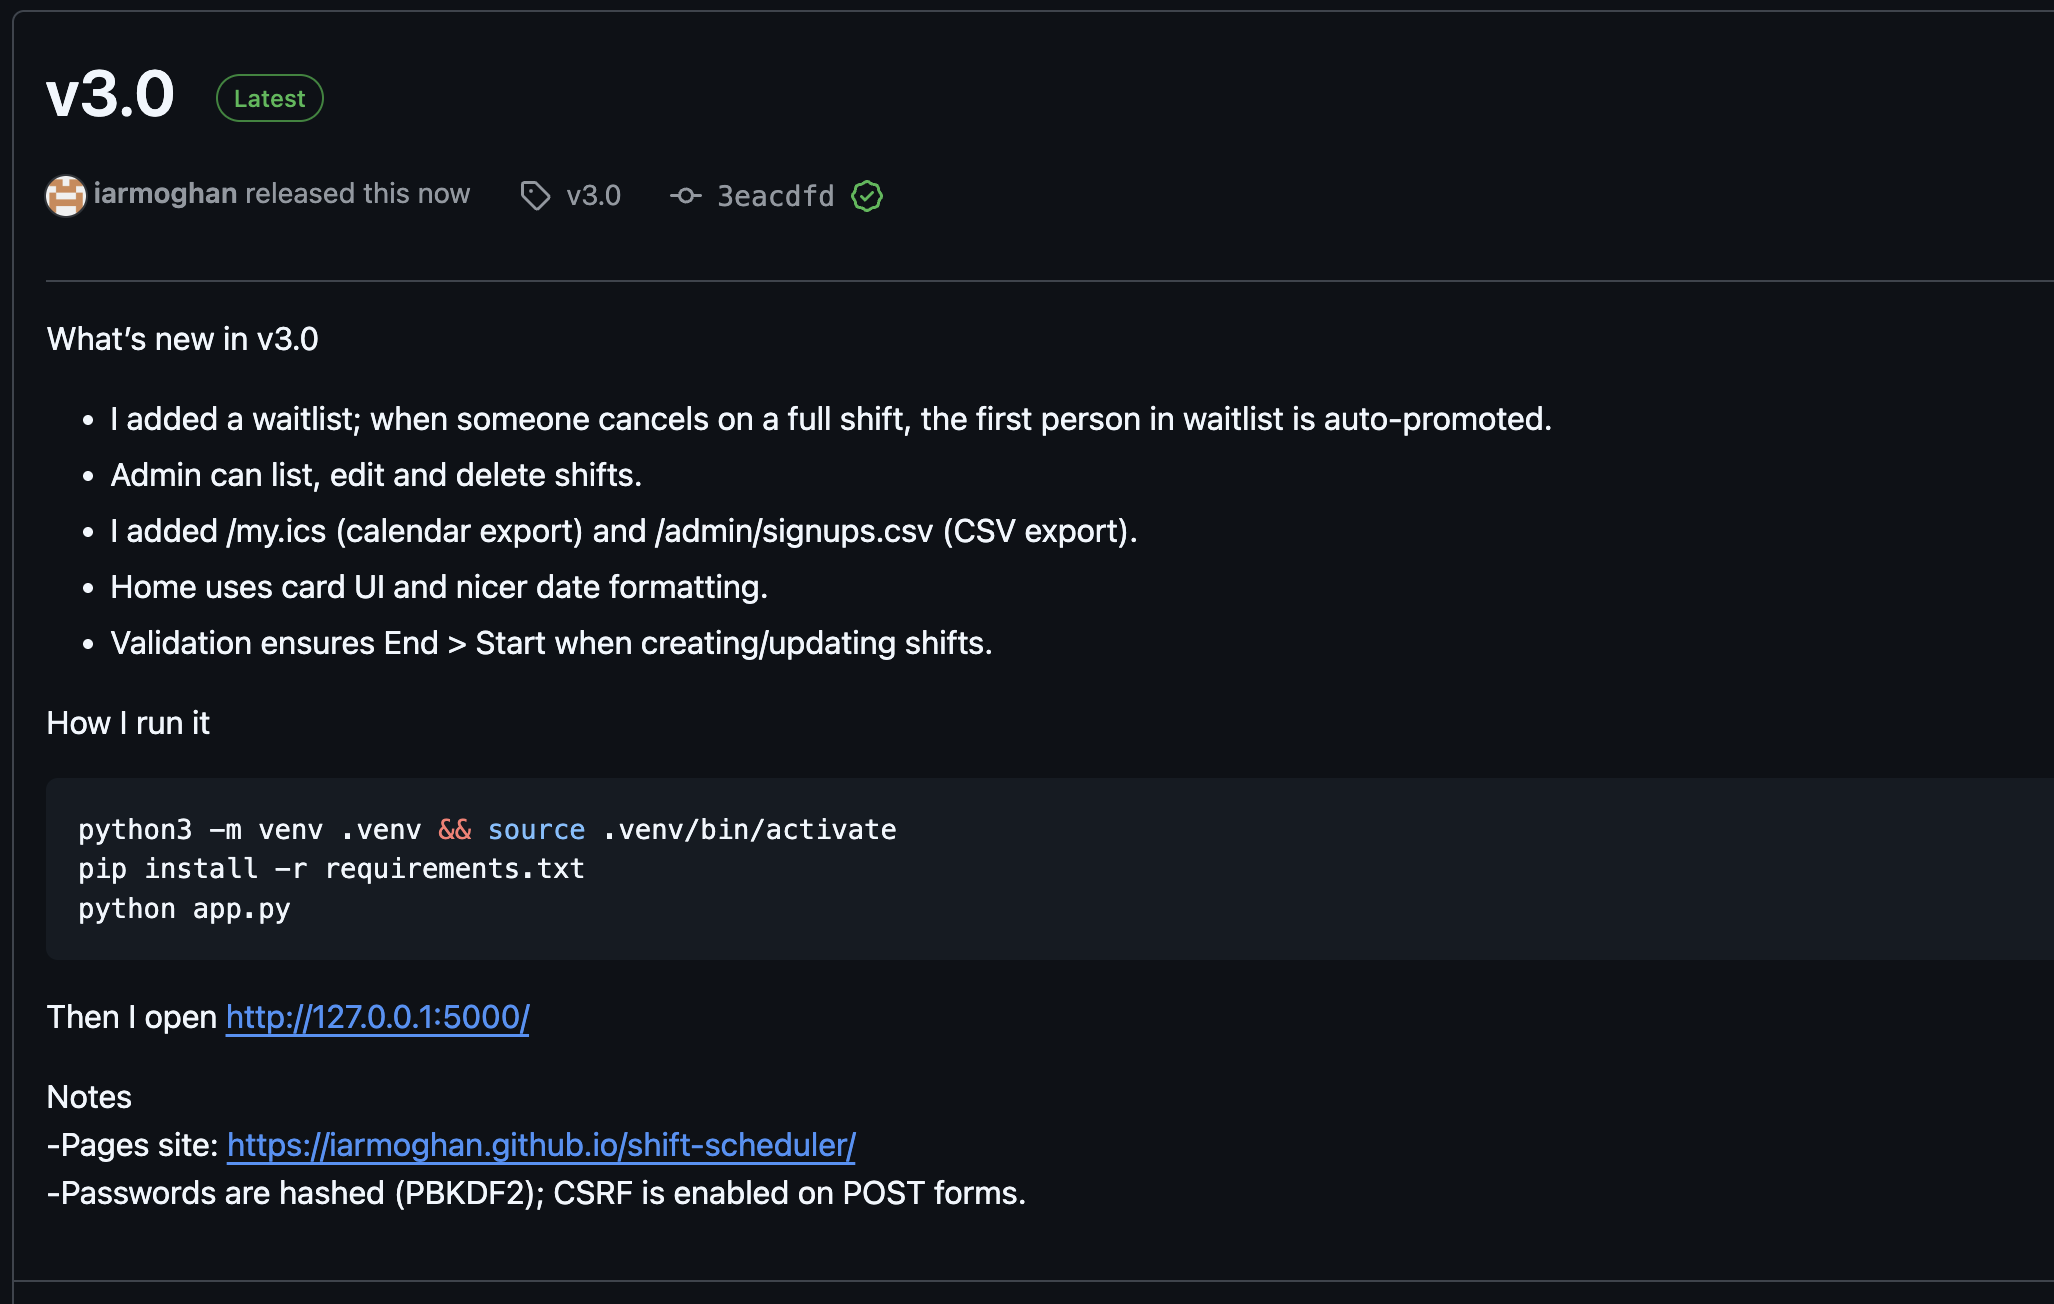 v3.0 Latest
iarmoghan released this now v3.0 3eacdfd
What’s new in v3.0
• I added a waitlist; when someone cancels on a full shift, the first person in waitlist is auto-promoted.
• Admin can list, edit and delete shifts.
• I added /my.ics (calendar export) and /admin/signups.csv (CSV export).
• Home uses card UI and nicer date formatting.
• Validation ensures End > Start when creating/updating shifts.
How I run it
python3 -m venv .venv && source .venv/bin/activate
pip install -r requirements.txt
python app.py
Then I open http://127.0.0.1:5000/
Notes
-Pages site: https://iarmoghan.github.io/shift-scheduler/
-Passwords are hashed (PBKDF2); CSRF is enabled on POST forms.